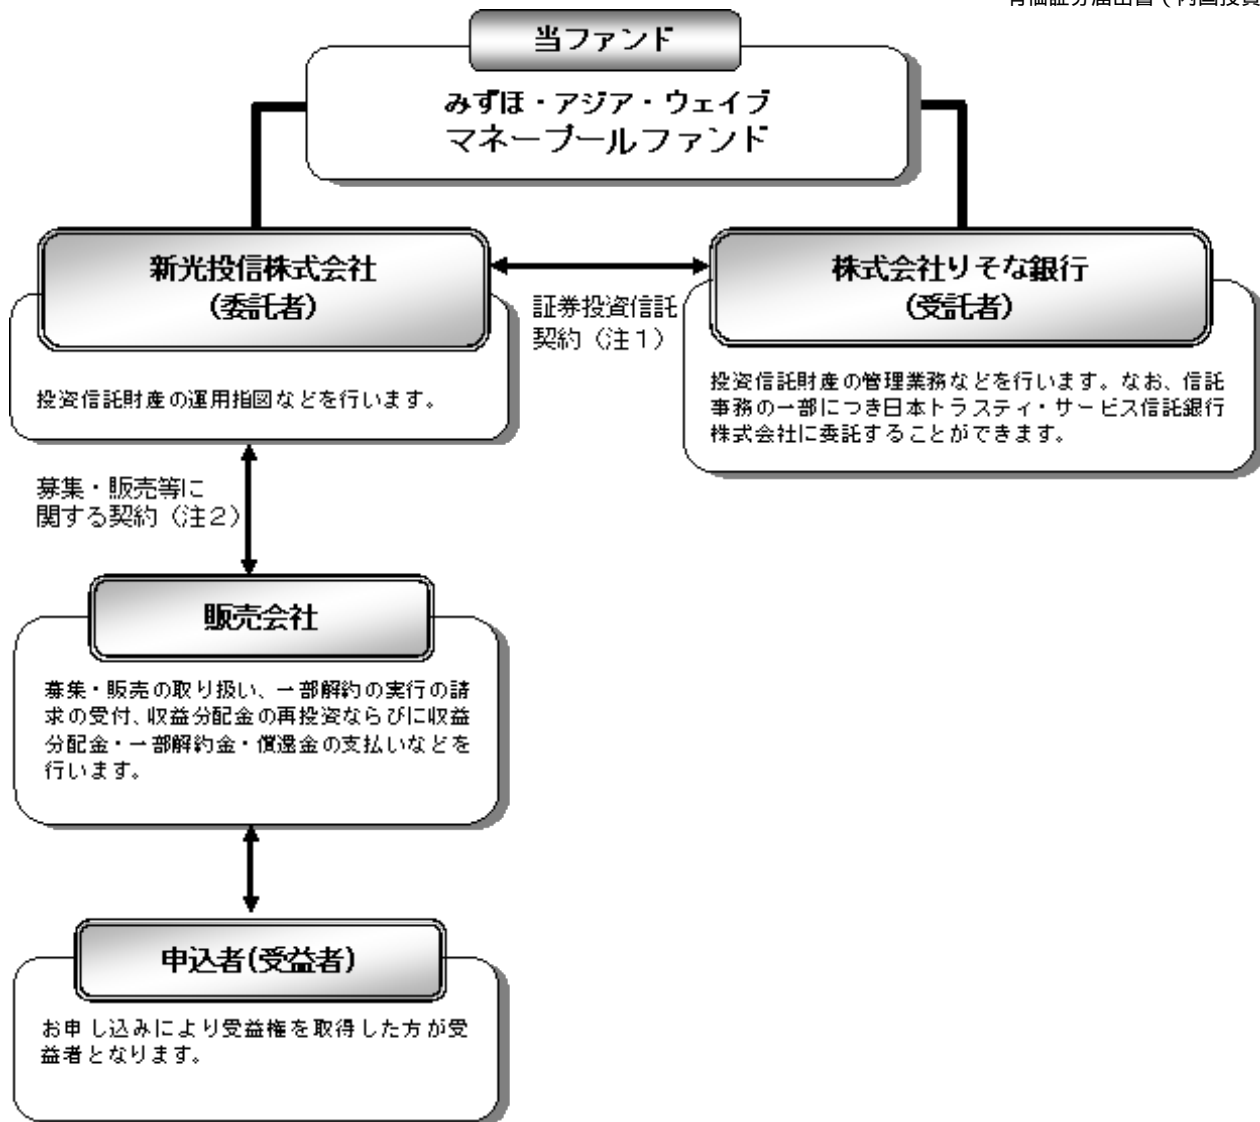 当ファンド
みずほ・アジア・ウェイブ
マネープールファンド
新光投信株式会社
(委託者)
投資信託財産の運用指図などを行います。
証券投資信託
契約（注１）
株式会社りそな銀行
(受託者)
投資信託財産の管理業務などを行います。なお、信託
事務の一部につき日本トラスティ・サービス信託銀行
株式会社に委託することができます。
募集・販売等に
関する契約（注２）
販売会社
募集・販売の取り扱い、一部解約の実行の請
求の受付、収益分配金の再投資ならびに収益
分配金・一部解約金・償還金の支払いなどを
行います。
申込者(受益者)
お申し込みにより受益権を取得した方が受
益者となります。